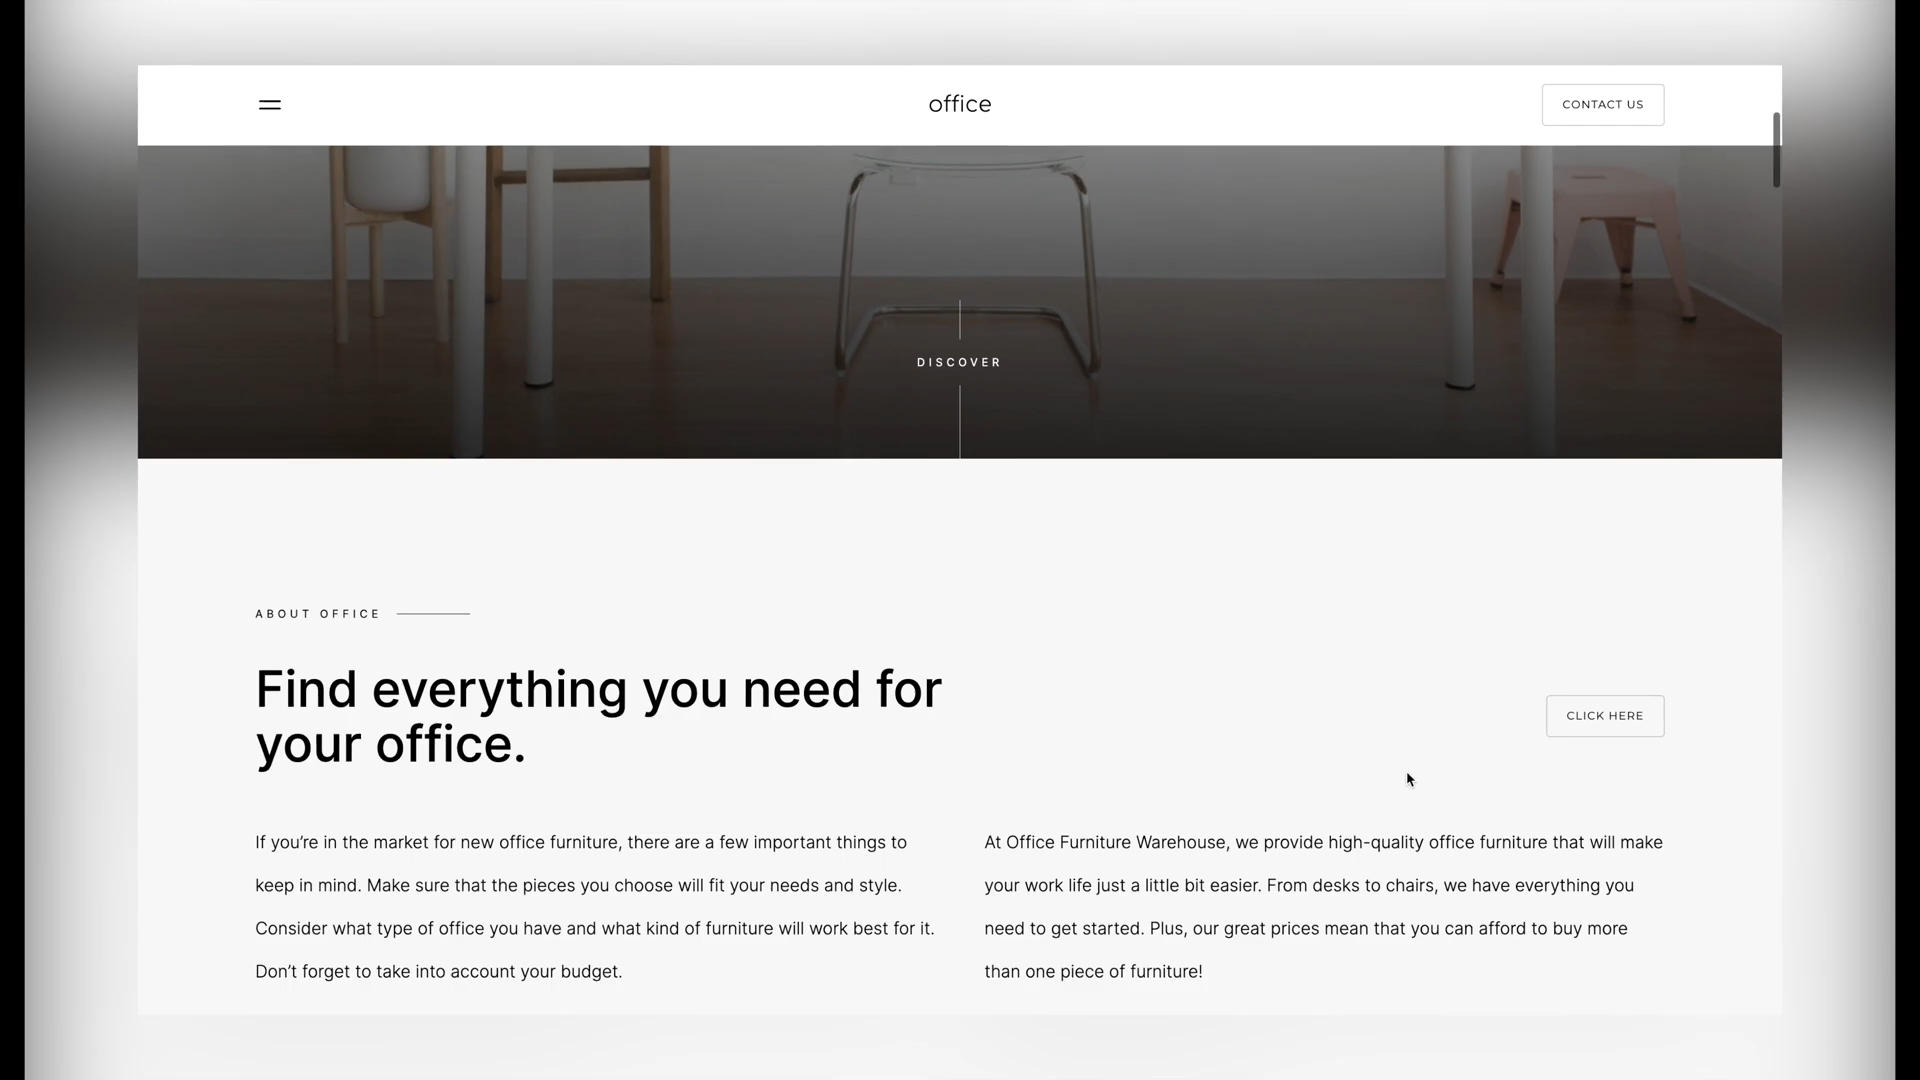 office
CONTACT US
DISCOVER
ABOUT OFFICE
Find everything you need for
your office.
CLICK HERE
If you’re in the market for new office furniture, there are a few important things to
keep in mind. Make sure that the pieces you choose will fit your needs and style.
Consider what type of office you have and what kind of furniture will work best for it.
Don’t forget to take into account your budget.
At Office Furniture Warehouse, we provide high-quality office furniture that will make
your work life just a little bit easier. From desks to chairs, we have everything you
need to get started. Plus, our great prices mean that you can afford to buy more
than one piece of furniture!